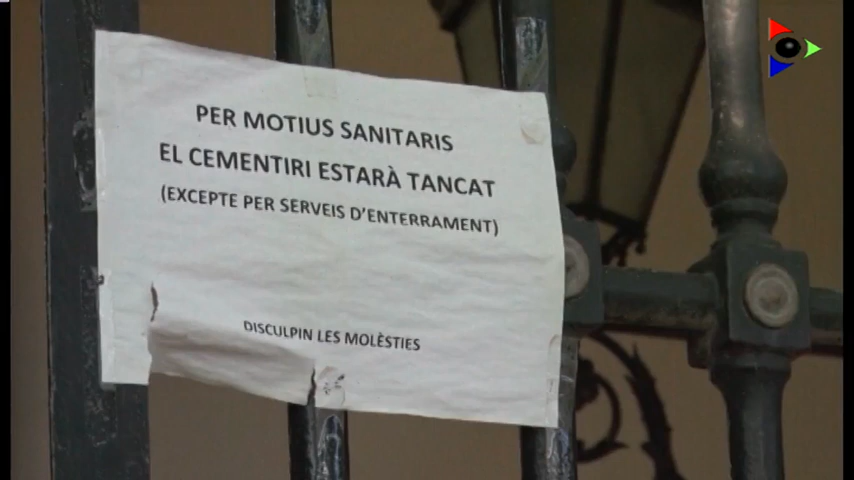 PER MOTIUS SANITARIS
EL CEMENTIRI ESTARÀ TANCAT
(EXCEPTE PER SERVEIS D'ENTERRAMENT)
DISCULPIN LES MOLÈSTIES